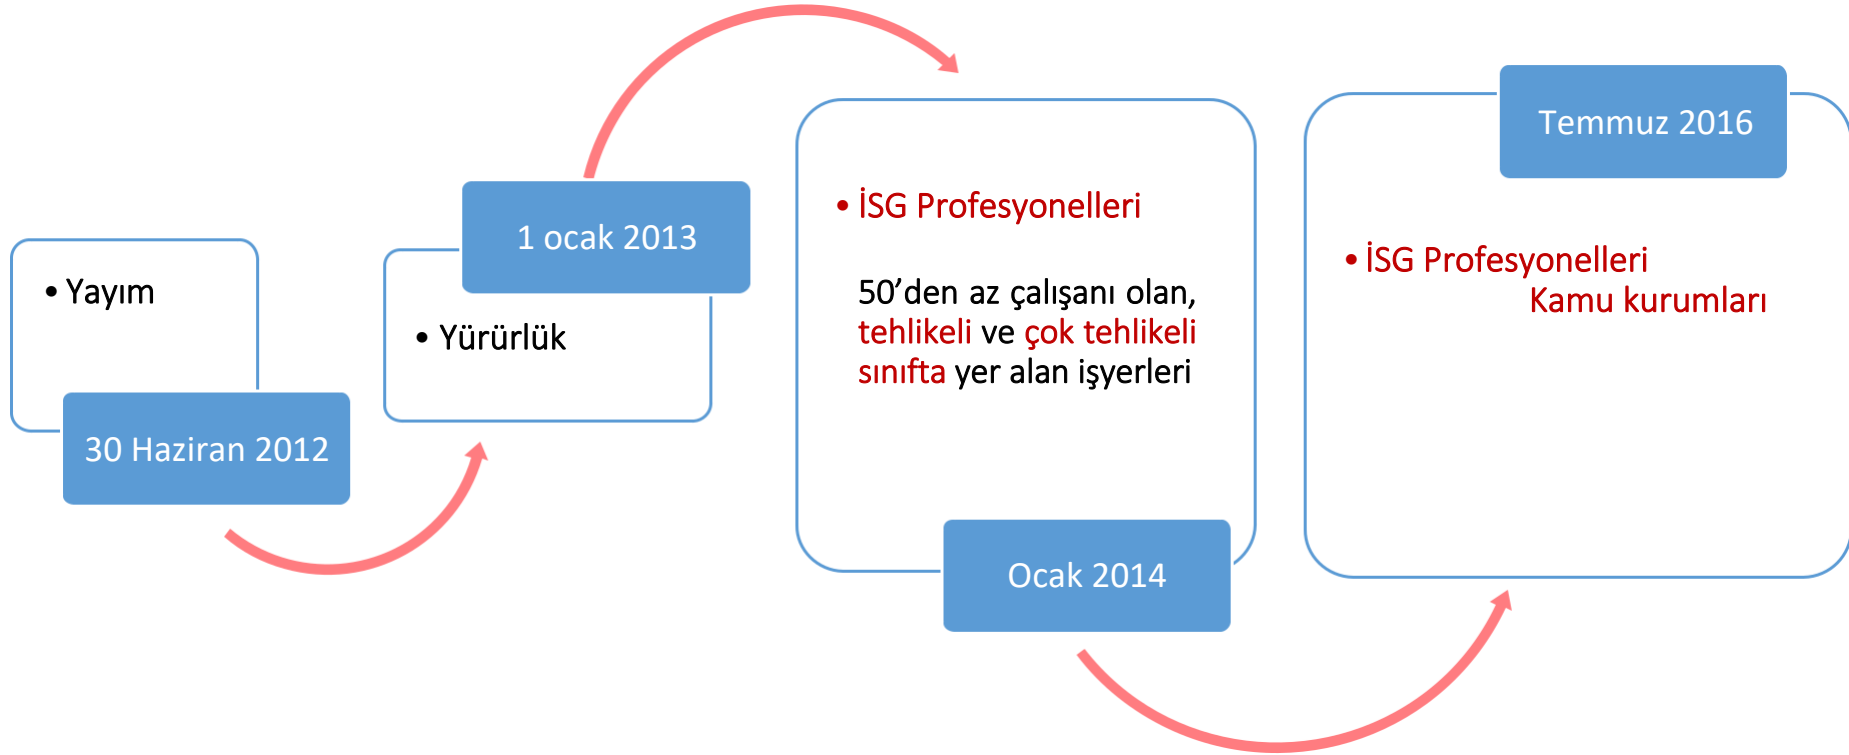 • Yayım
30 Haziran 2012
1 ocak 2013
• Yürürlük
• İSG Profesyonelleri
50’den az çalışanı olan,
tehlikeli ve çok tehlikeli
sınıfta yer alan işyerleri
Ocak 2014
Temmuz 2016
• İSG Profesyonelleri
Kamu kurumları